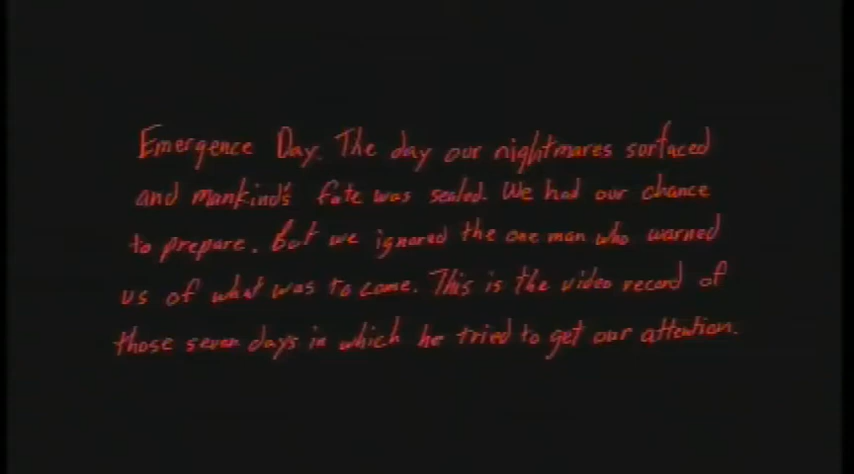 Emergence Day. The day our nightmares surfaced
and mankind's fate was sealed. We had our chance
to prepare. But we ignored the one man who warned
us of what was to come. This is the video record of
those seven days in which he tried to get our attention.